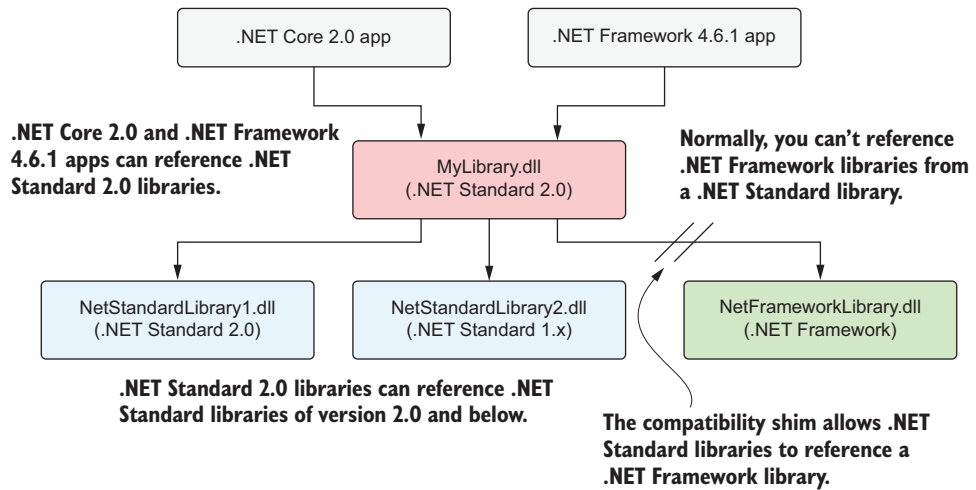 .NET Core 2.0 app
.NET Framework 4.6.1 app
.NET Core 2.0 and .NET Framework
4.6.1 apps can reference .NET
Standard 2.0 libraries.
MyLibrary.dll
(.NET Standard 2.0)
Normally, you can’t reference
.NET Framework libraries from
a .NET Standard library.
NetStandardLibrary1.dll
(.NET Standard 2.0)
NetStandardLibrary2.dll
(.NET Standard 1.x)
NetFrameworkLibrary.dll
(.NET Framework)
.NET Standard 2.0 libraries can reference .NET
Standard libraries of version 2.0 and below.
The compatibility shim allows .NET
Standard libraries to reference a
.NET Framework library.